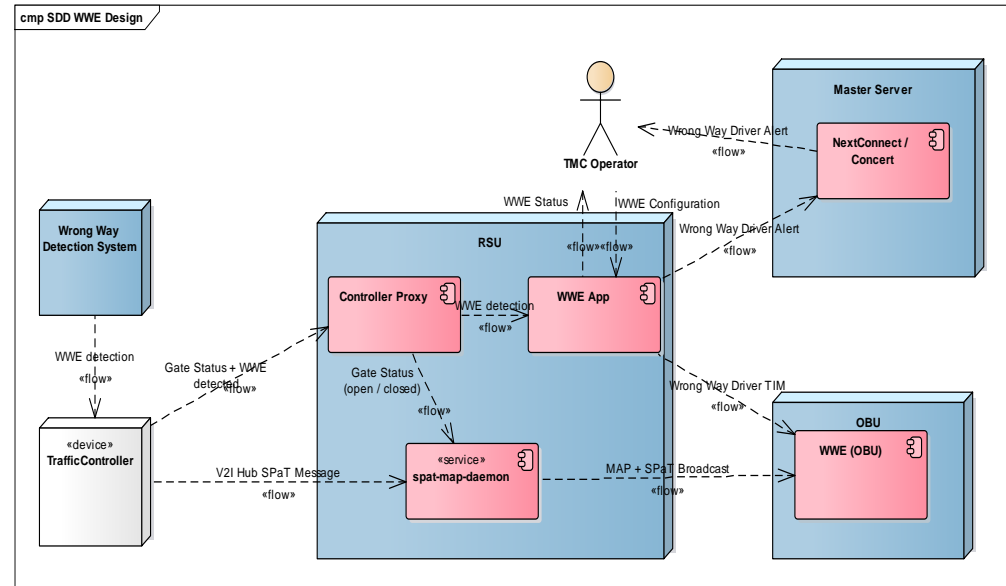 cmp SDD WWE Design
Master Server
NextConnect /
Concert
Wrong Way Driver Alert
«flow»
TMC Operator
WWE Status
«flow»
WWE Configuration
«flow»
Wrong Way Driver Alert
«flow»
Wrong Way
Detection System
RSU
Controller Proxy
WWE detection
«flow»
WWE App
WWE detection
«flow»
Gate Status + WWE
detected
«flow»
Gate Status
(open / closed)
«flow»
Wrong Way Driver TIM
«flow»
OBU
WWE (OBU)
«device»
TrafficController
V2I Hub SPaT Message
«flow»
«service»
spat-map-daemon
MAP + SPaT Broadcast
«flow»